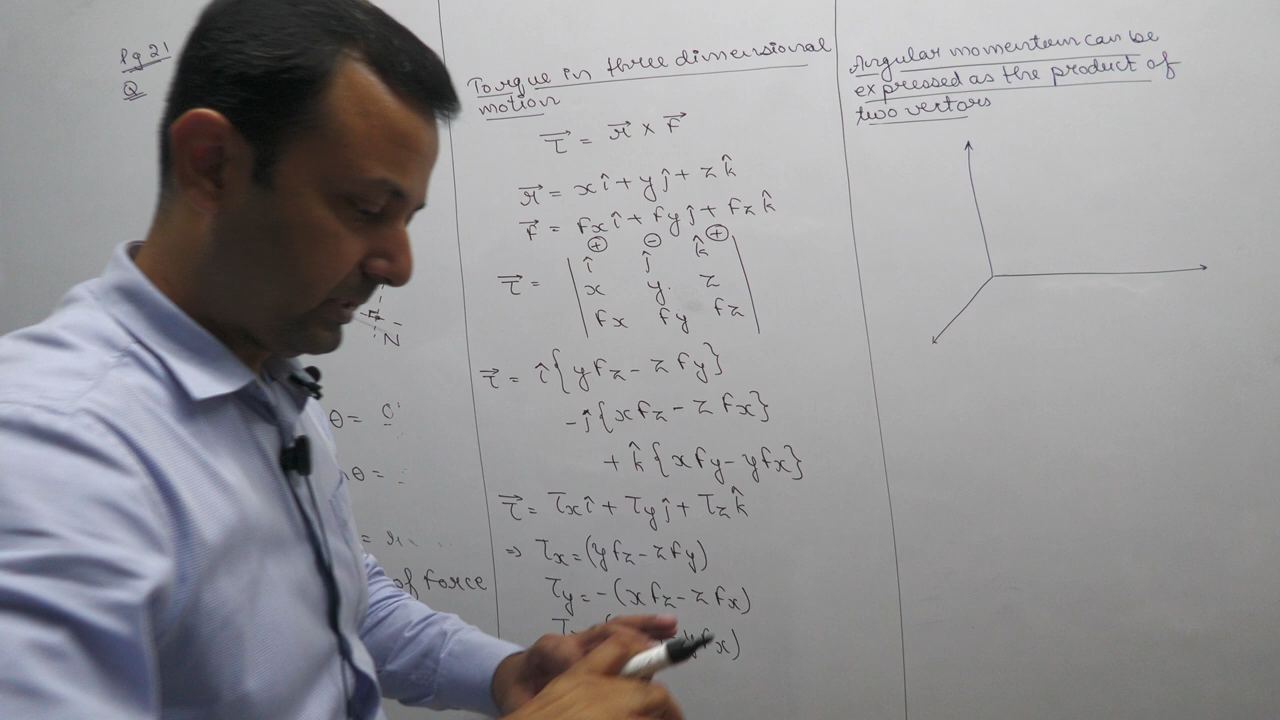 Pg 21
Q
N
θ =
θ =
of force
Torque in three dimensional
motion
τ⃗ = r⃗ × F⃗
r⃗ = xî + yĵ + zk̂
F⃗ = Fxî + Fyĵ + Fzk̂
⊕ ⊖ ⊕
î ĵ k̂
τ⃗ = x y z
Fx Fy Fz
τ⃗ = î{yFz - zFy}
-ĵ{xFz - zFx}
+ k̂{xFy - yFx}
τ⃗ = τxî + τyĵ + τzk̂
⇒ τx = (yFz - zFy)
τy = -(xFz - zFx)
yFx)
Angular momentum can be
expressed as the product of
two vectors